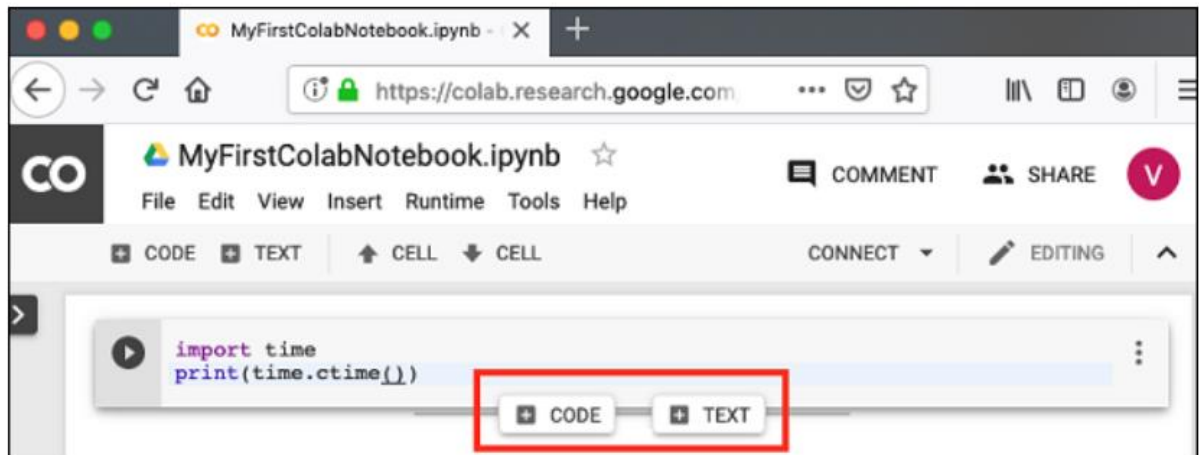 CO MyFirstColabNotebook.ipynb -
https://colab.research.google.com
CO
MyFirstColabNotebook.ipynb
COMMENT SHARE V
File Edit View Insert Runtime Tools Help
CODE TEXT CELL CELL CONNECT EDITING
import time
print(time.ctime())
CODE TEXT